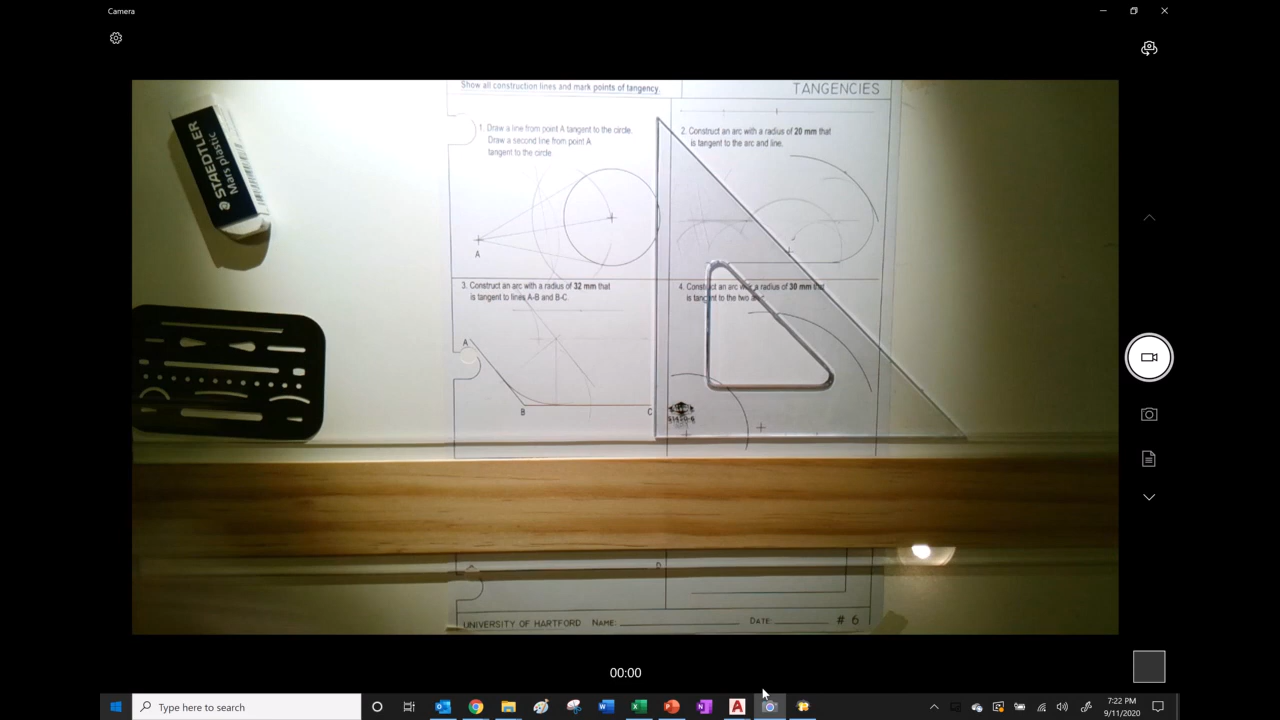 Camera
Show all construction lines and mark points of tangency.
TANGENCIES
STAEDTLER
Mars plastic
1. Draw a line from point A tangent to the circle.
Draw a second line from point A
tangent to the circle
A
2. Construct an arc with a radius of 20 mm that
is tangent to the arc and line.
3. Construct an arc with a radius of 32 mm that
is tangent to lines A-B and B-C.
A
B
C
4. Construct an arc with a radius of 30 mm that
is tangent to the two arcs.
D
UNIVERSITY OF HARTFORD NAME: DATE: # 6
00:00
Type here to search
7:22 PM
9/11/2020